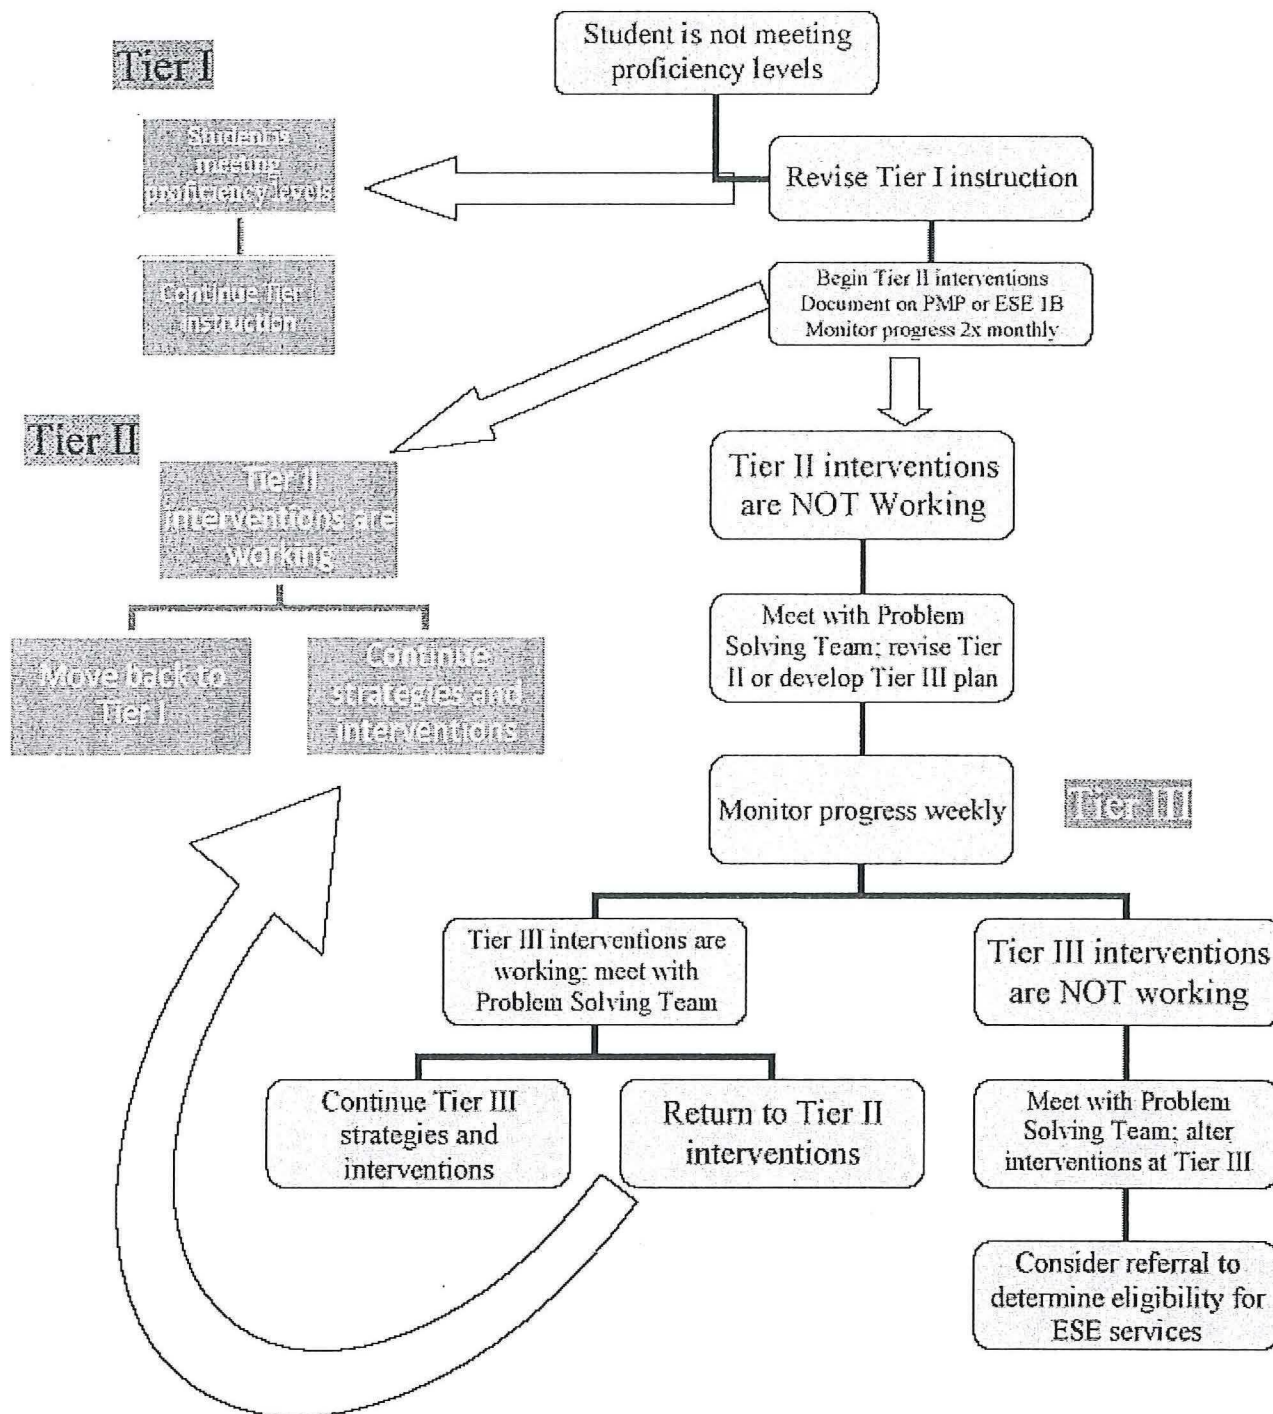 Student is not meeting
proficiency levels
Tier I
Student is
meeting
proficiency levels
Revise Tier I instruction
Continue Tier I
instruction
Begin Tier II interventions
Document on PMP or ESE 1B
Monitor progress 2x monthly
Tier II
Tier II
interventions are
working
Tier II interventions
are NOT Working
Move back to
Tier I
Continue
strategies and
interventions
Meet with Problem
Solving Team; revise Tier
II or develop Tier III plan
Monitor progress weekly
Tier III
Tier III interventions are
working; meet with
Problem Solving Team
Tier III interventions
are NOT working
Continue Tier III
strategies and
interventions
Return to Tier II
interventions
Meet with Problem
Solving Team; alter
interventions at Tier III
Consider referral to
determine eligibility for
ESE services